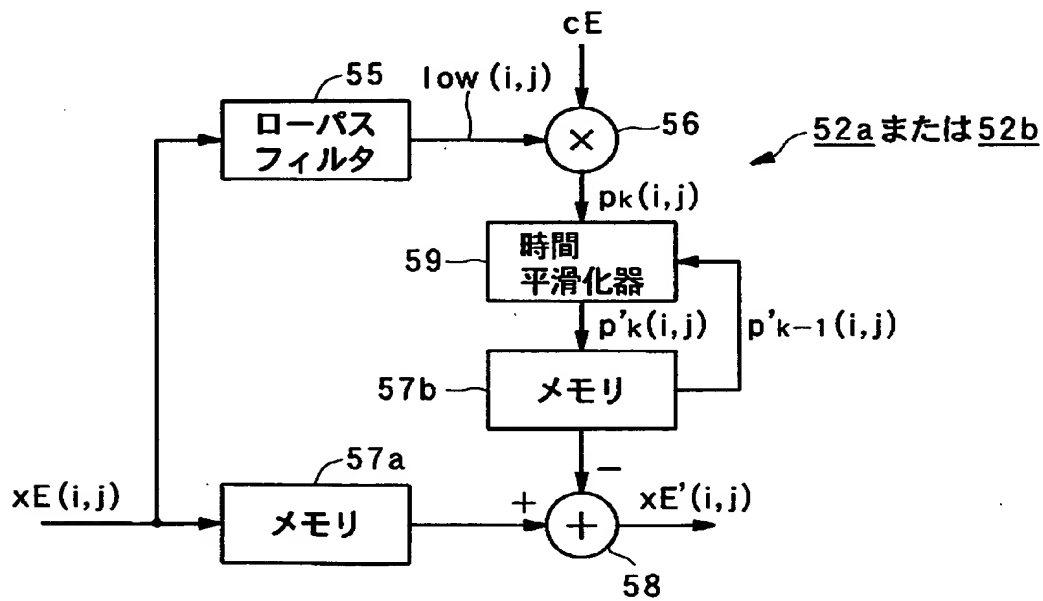 cE
55
low(i,j)
ローパス
フィルタ
×
56
52aまたは52b
pk(i,j)
59
時間
平滑化器
p'k(i,j)
p'k-1(i,j)
57b
メモリ
57a
−
xE(i,j)
メモリ
+
+
xE'(i,j)
58